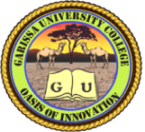 GARISSA UNIVERSITY COLLEGE
G U
OASIS OF INNOVATION